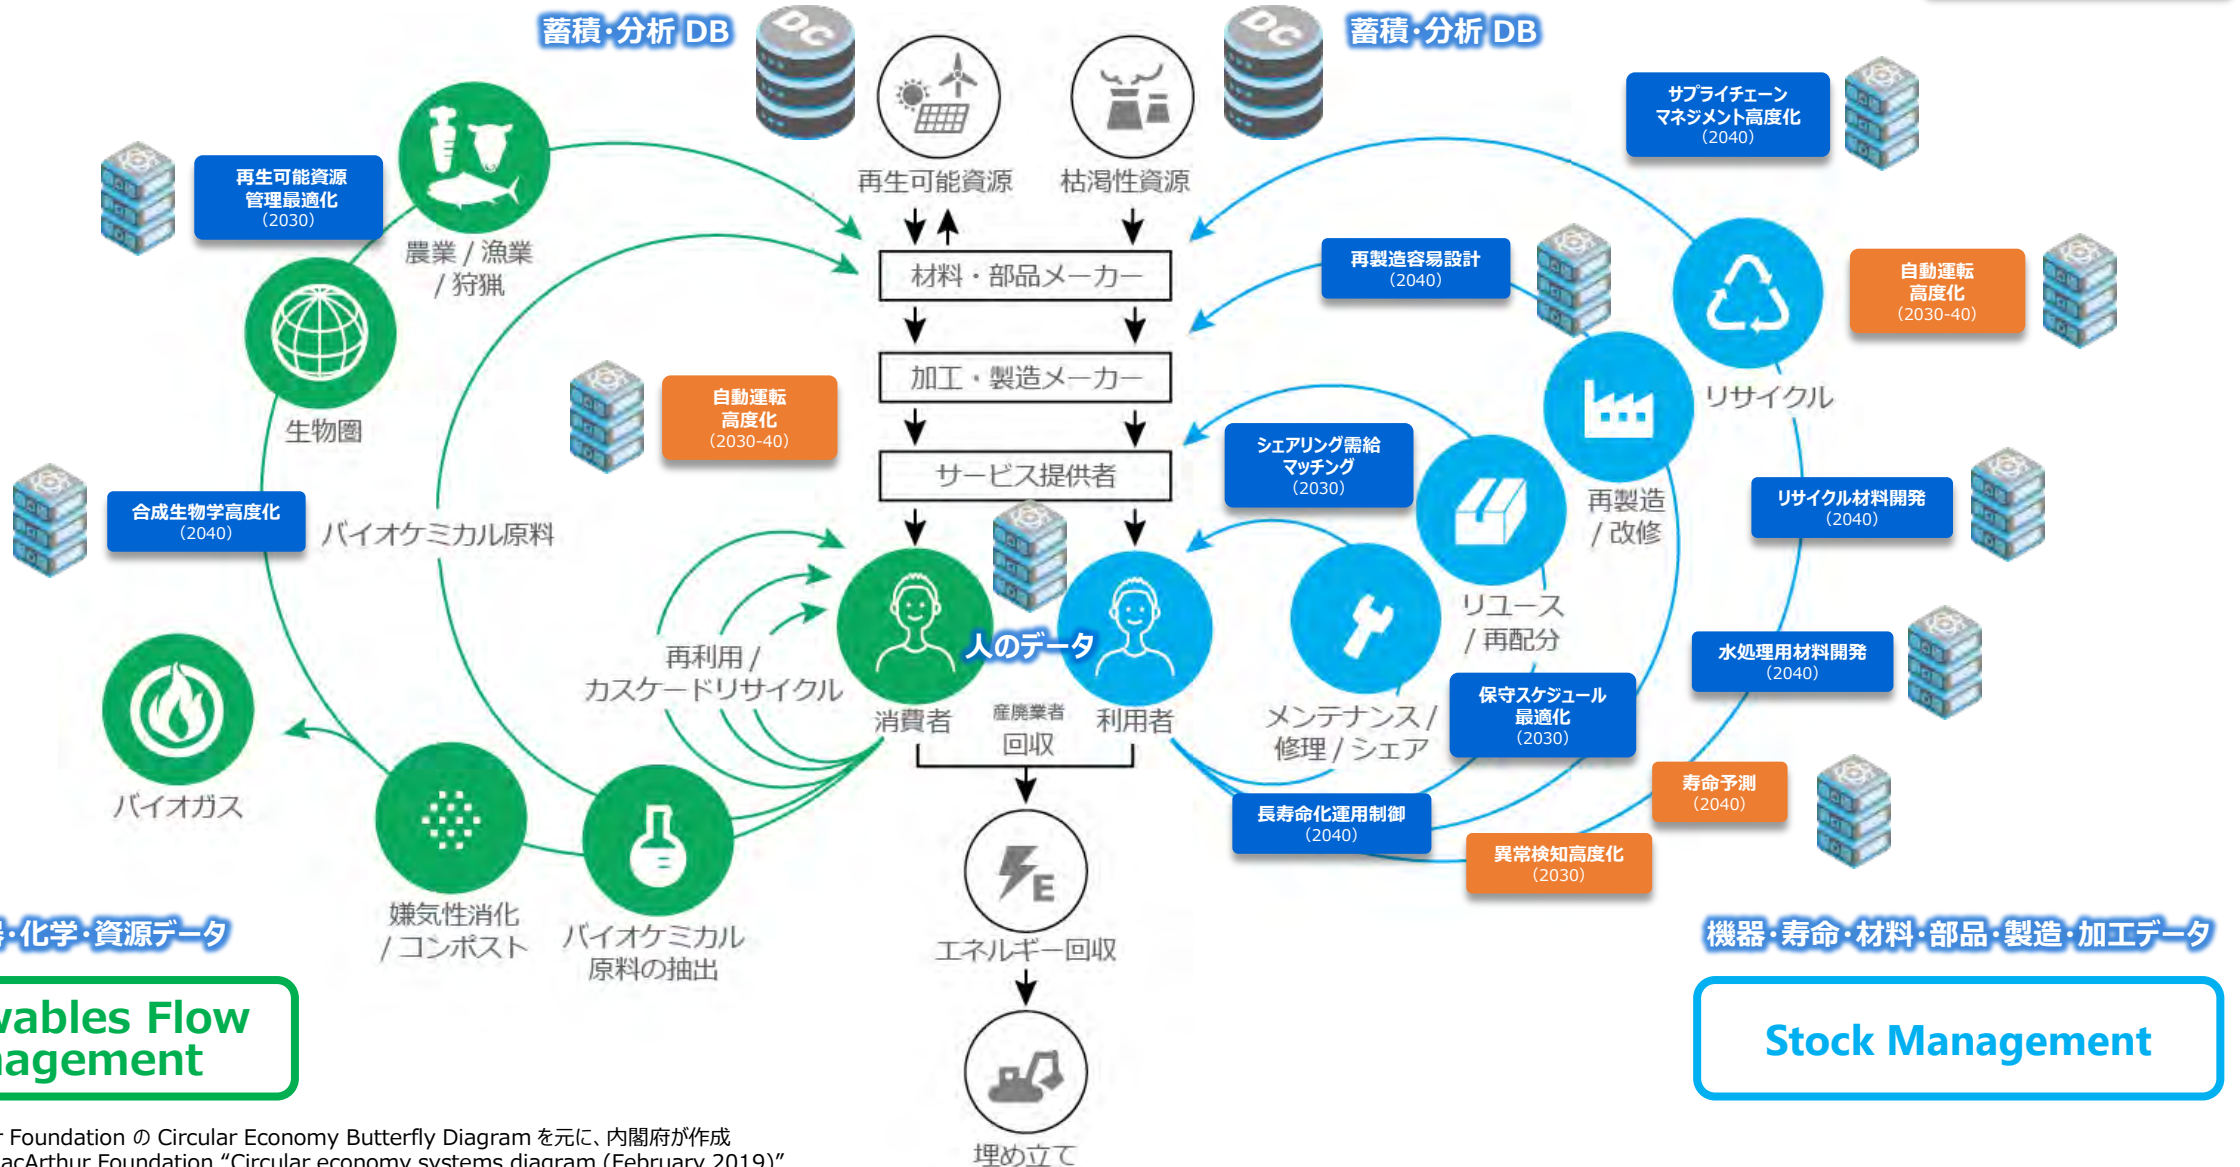 蓄積・分析 DB
DC
DC
蓄積・分析 DB
サプライチェーン
マネジメント高度化
（2040）
再生可能資源
管理最適化
（2030）
再生可能資源
枯渇性資源
農業 / 漁業
/ 狩猟
材料・部品メーカー
再製造容易設計
（2040）
自動運転
高度化
（2030-40）
加工・製造メーカー
自動運転
高度化
（2030-40）
リサイクル
生物圏
シェアリング需給
マッチング
（2030）
サービス提供者
再製造
/ 改修
リサイクル材料開発
（2040）
合成生物学高度化
（2040）
バイオケミカル原料
リユース
/ 再配分
人のデータ
再利用 /
カスケードリサイクル
水処理用材料開発
（2040）
消費者
産廃業者
回収
利用者
メンテナンス /
修理 / シェア
保守スケジュール
最適化
（2030）
バイオガス
寿命予測
（2040）
長寿命化運用制御
（2040）
異常検知高度化
（2030）
E
嫌気性消化
/ コンポスト
バイオケミカル
原料の抽出
エネルギー回収
・化学・資源データ
機器・寿命・材料・部品・製造・加工データ
wables Flow
nagement
Stock Management
r Foundation の Circular Economy Butterfly Diagram を元に、内閣府が作成
acArthur Foundation “Circular economy systems diagram (February 2019)”
埋め立て